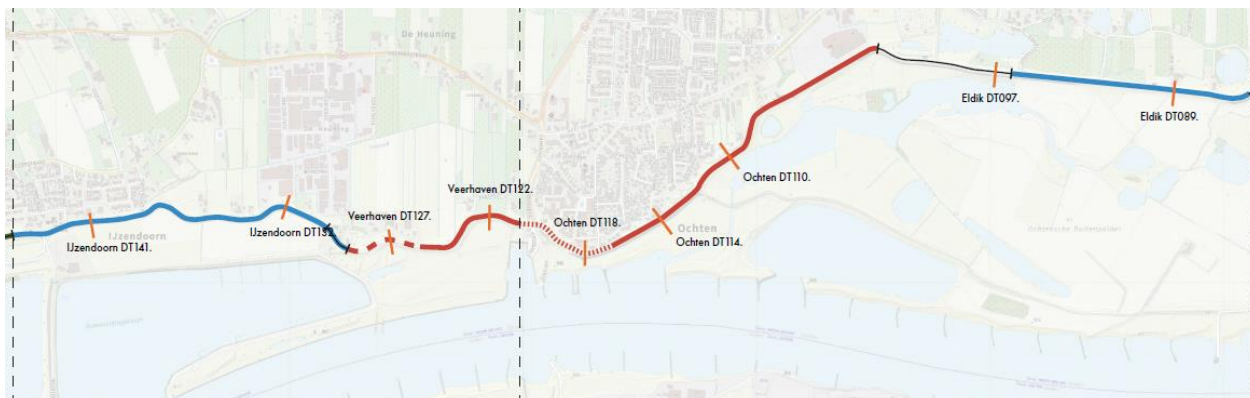 De Heuning
Eldik DT097.
Eldik DT089.
Veerhaven DT122.
Ochten DT110.
Veerhaven DT127.
Ochten DT118.
IJzendoorn DT132.
Ochten
IJzendoorn
IJzendoorn DT141.
Ochten DT114.